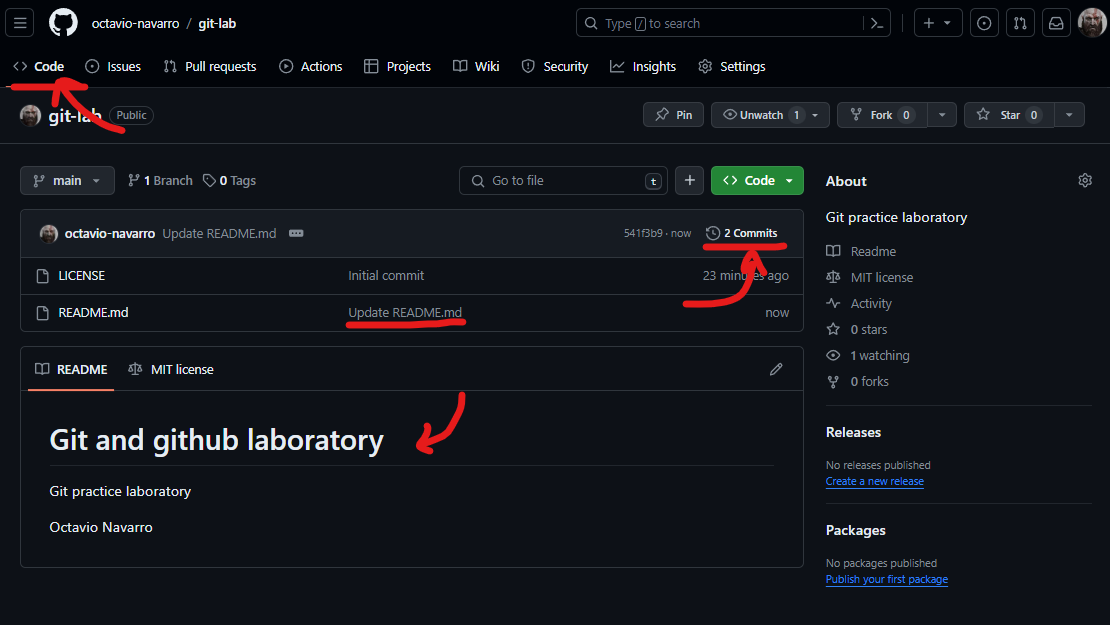 octavio-navarro / git-lab
Type / to search
Code
Issues
Pull requests
Actions
Projects
Wiki
Security
Insights
Settings
git-lab Public
Pin
Unwatch 1
Fork 0
Star 0
main
1 Branch
0 Tags
Go to file t
Code
octavio-navarro Update README.md
541f3b9 · now
2 Commits
LICENSE Initial commit 23 minutes ago
README.md Update README.md now
README
MIT license
Git and github laboratory
Git practice laboratory
Octavio Navarro
About
Git practice laboratory
Readme
MIT license
Activity
0 stars
1 watching
0 forks
Releases
No releases published
Create a new release
Packages
No packages published
Publish your first package